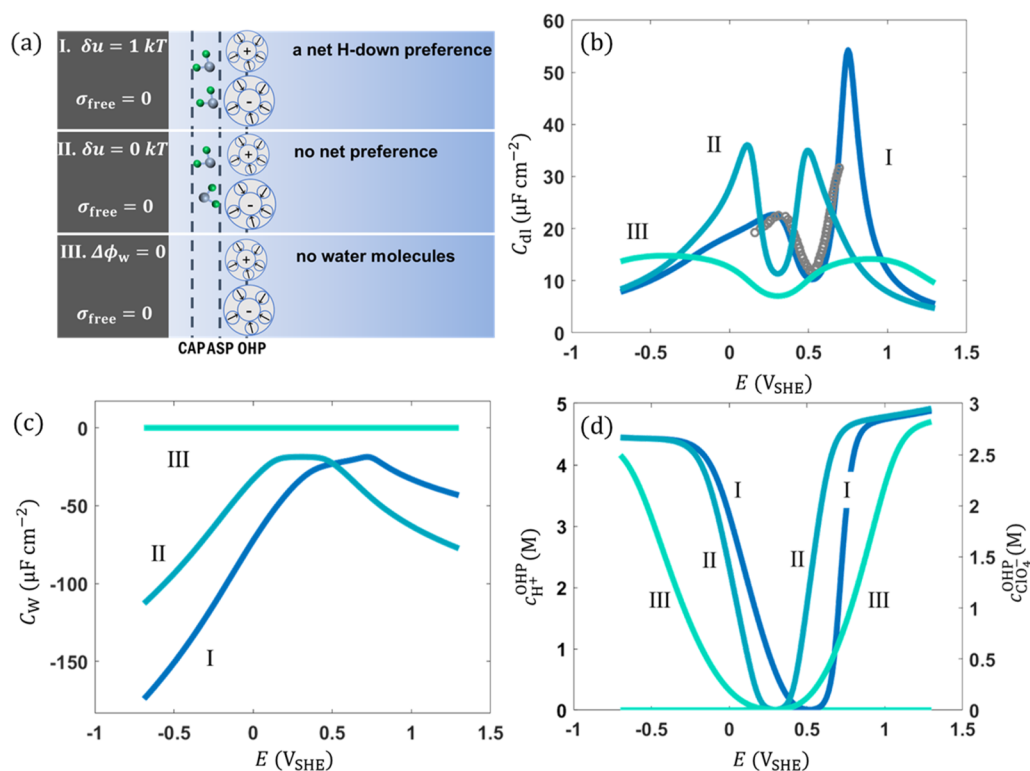 (a)
I. δu = 1 kT
σfree = 0
a net H-down preference
II. δu = 0 kT
σfree = 0
no net preference
III. Δϕw = 0
σfree = 0
no water molecules
+
-
+
-
+
-
CAP ASP OHP
(b)
60
50
40
30
20
10
0
Cdl (μF cm⁻²)
II
I
III
-1 -0.5 0 0.5 1 1.5
E (VSHE)
(c)
0
-50
-100
-150
CW (μF cm⁻²)
III
II
I
-1 -0.5 0 0.5 1 1.5
E (VSHE)
(d)
5
4
3
2
1
0
cH+OHP (M)
I I
II II
III III
3
2.5
2
1.5
1
0.5
0
cClO4−OHP (M)
-1 -0.5 0 0.5 1 1.5
E (VSHE)